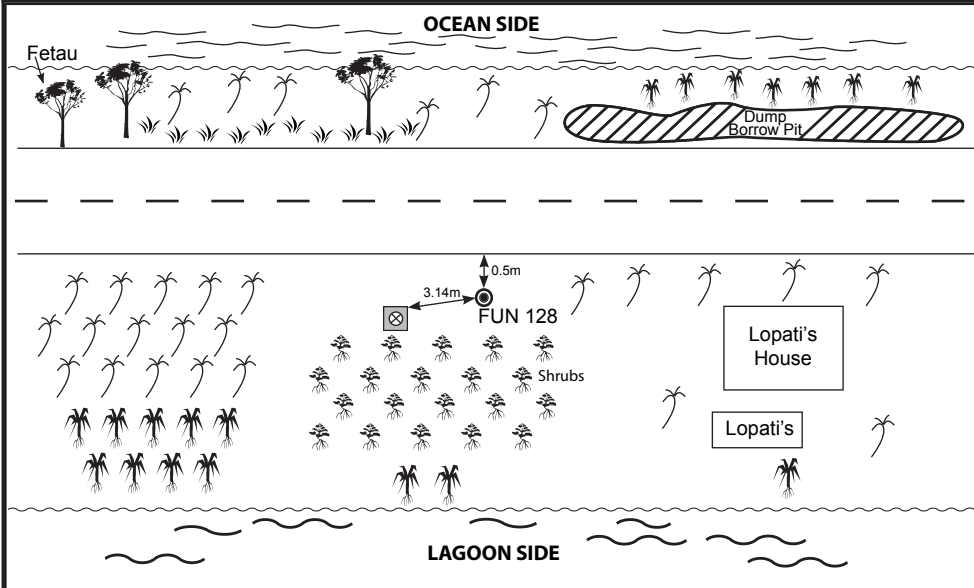 OCEAN SIDE
Fetau
Dump
Borrow Pit
0.5m
3.14m
FUN 128
Lopati's
House
Shrubs
Lopati's
LAGOON SIDE